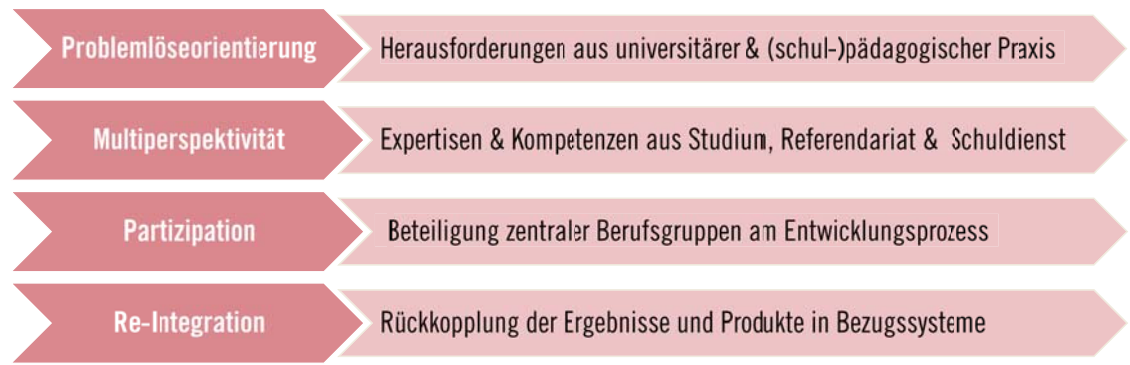 Problemlöseorientierung
Herausforderungen aus universitärer & (schul-)pädagogischer Praxis
Multiperspektivität
Expertisen & Kompetenzen aus Studium, Referendariat & Schuldienst
Partizipation
Beteiligung zentraler Berufsgruppen am Entwicklungsprozess
Re-Integration
Rückkopplung der Ergebnisse und Produkte in Bezugssysteme